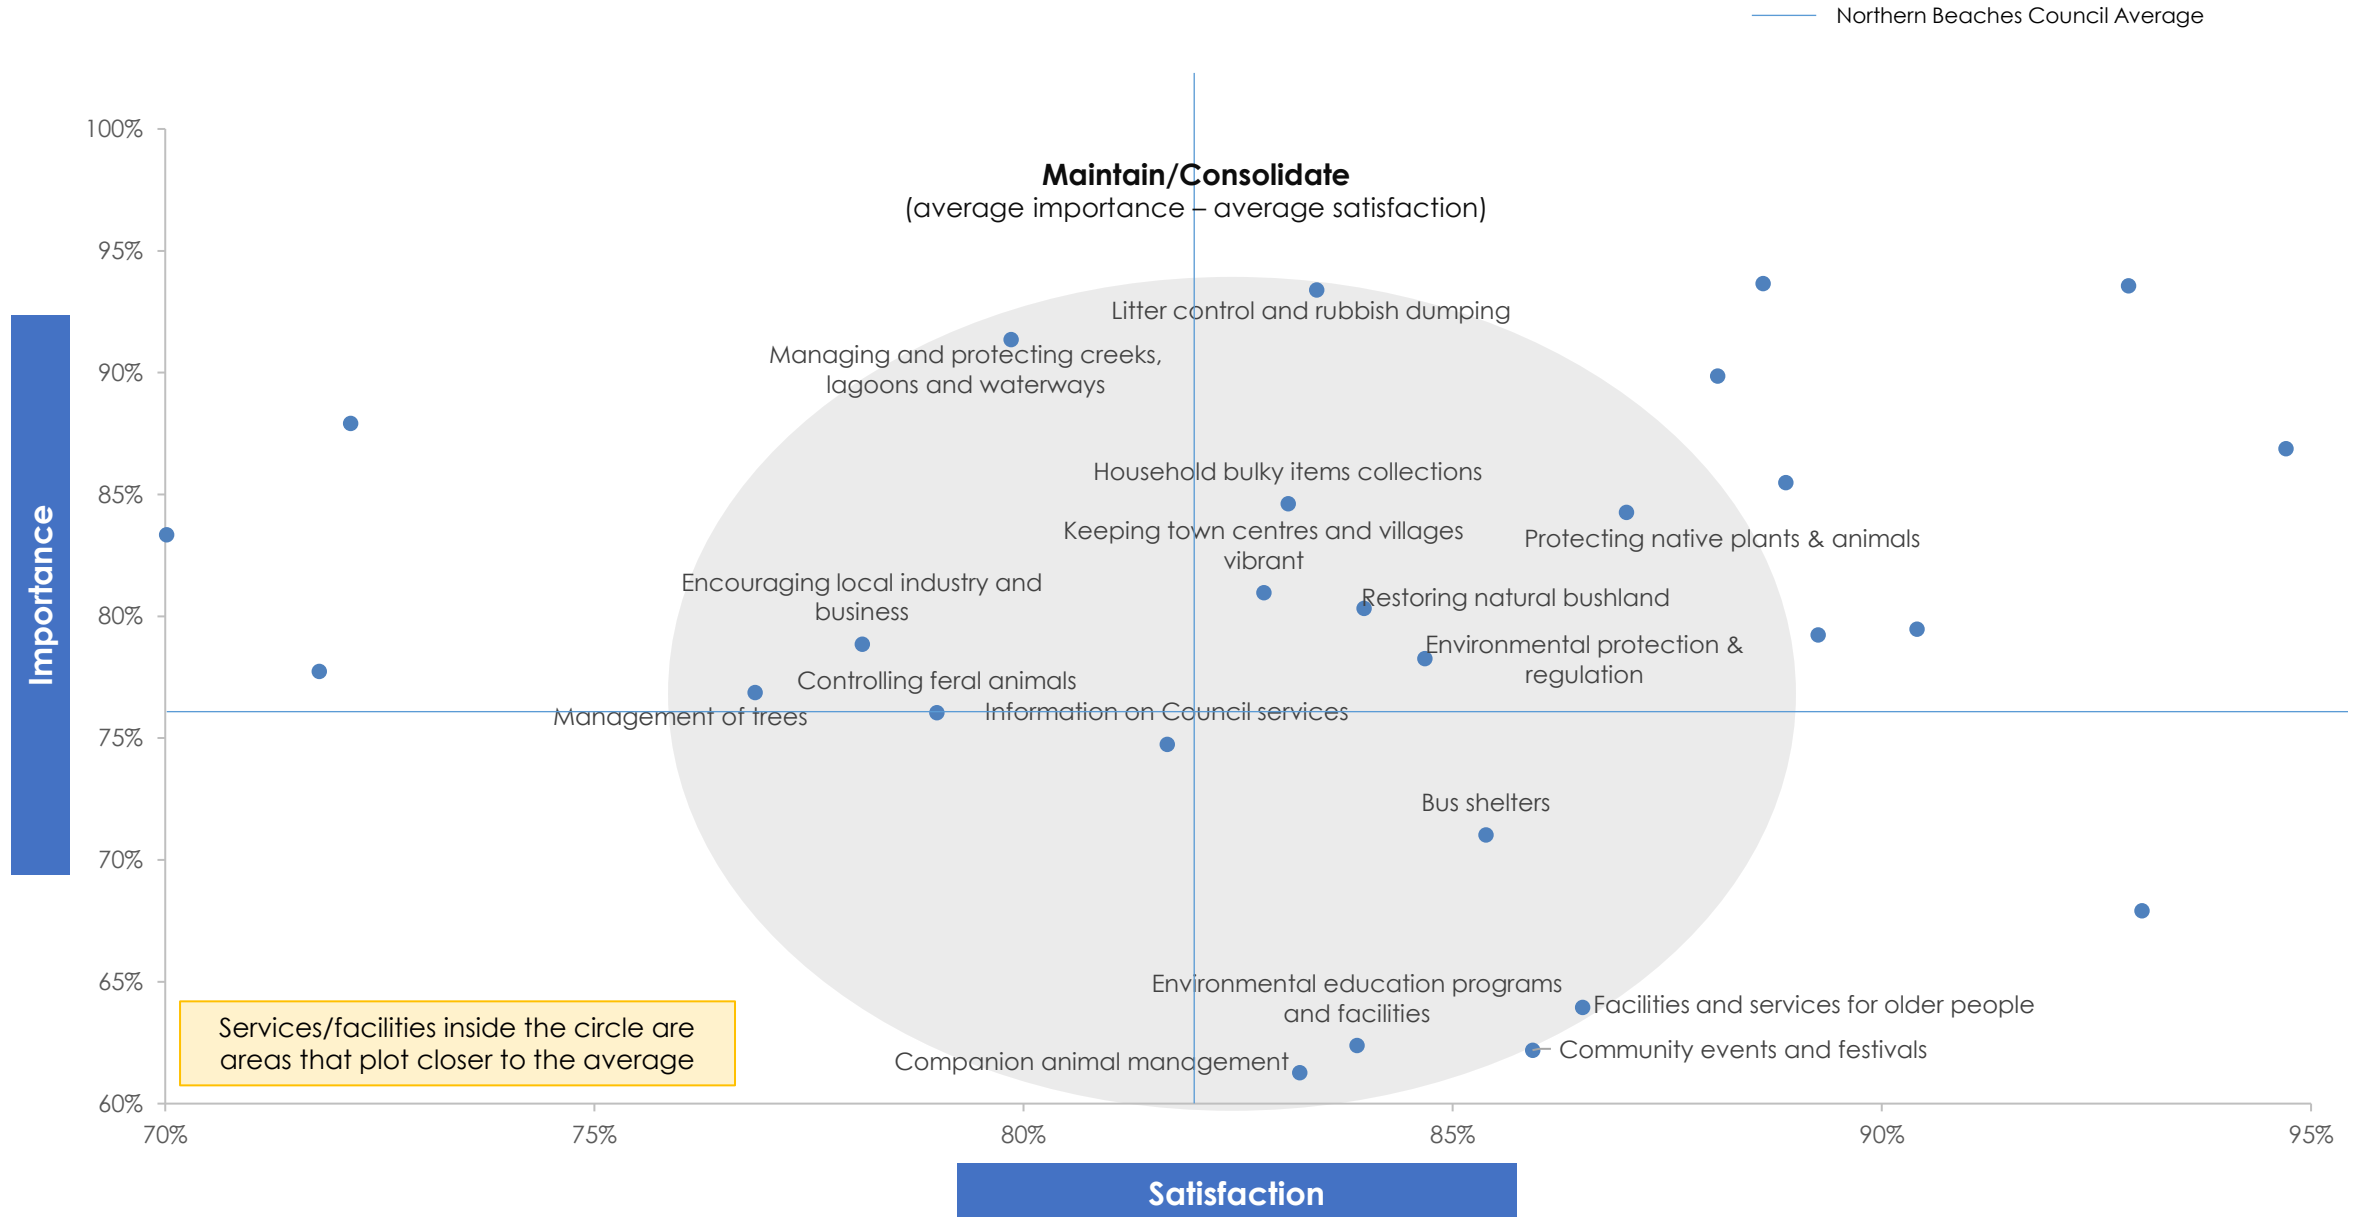 Northern Beaches Council Average
100%
Maintain/Consolidate
(average importance – average satisfaction)
95%
Litter control and rubbish dumping
Managing and protecting creeks,
lagoons and waterways
90%
Household bulky items collections
85%
Keeping town centres and villages
vibrant
Protecting native plants & animals
Encouraging local industry and
business
Restoring natural bushland
80%
Environmental protection &
regulation
Controlling feral animals
Management of trees
Information on Council services
75%
Bus shelters
70%
Importance
65%
Environmental education programs
and facilities
Facilities and services for older people
Services/facilities inside the circle are
areas that plot closer to the average
Companion animal management
Community events and festivals
60%
70%
75%
80%
85%
90%
95%
Satisfaction